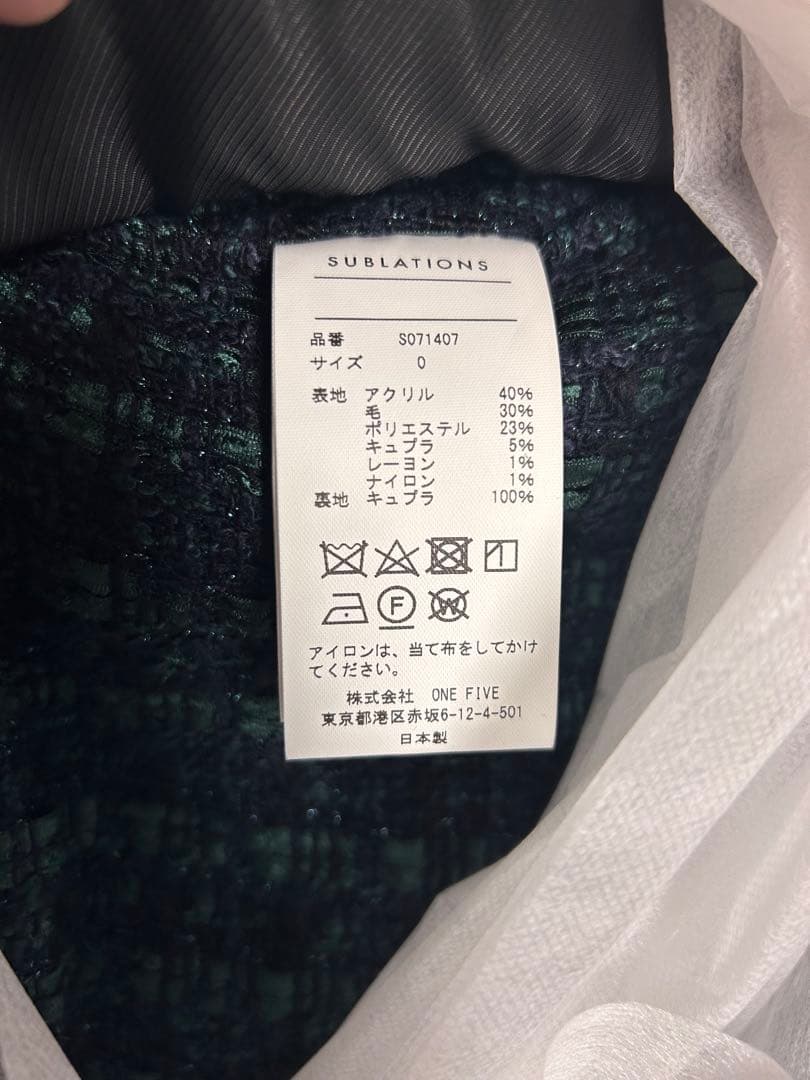 SUBLATIONS
品番 S071407
サイズ 0
表地 アクリル 40%
毛 30%
ポリエステル 23%
キュプラ 5%
レーヨン 1%
ナイロン 1%
裏地 キュプラ 100%
F W
アイロンは、当て布をしてかけ
てください。
株式会社 ONE FIVE
東京都港区赤坂6-12-4-501
日本製